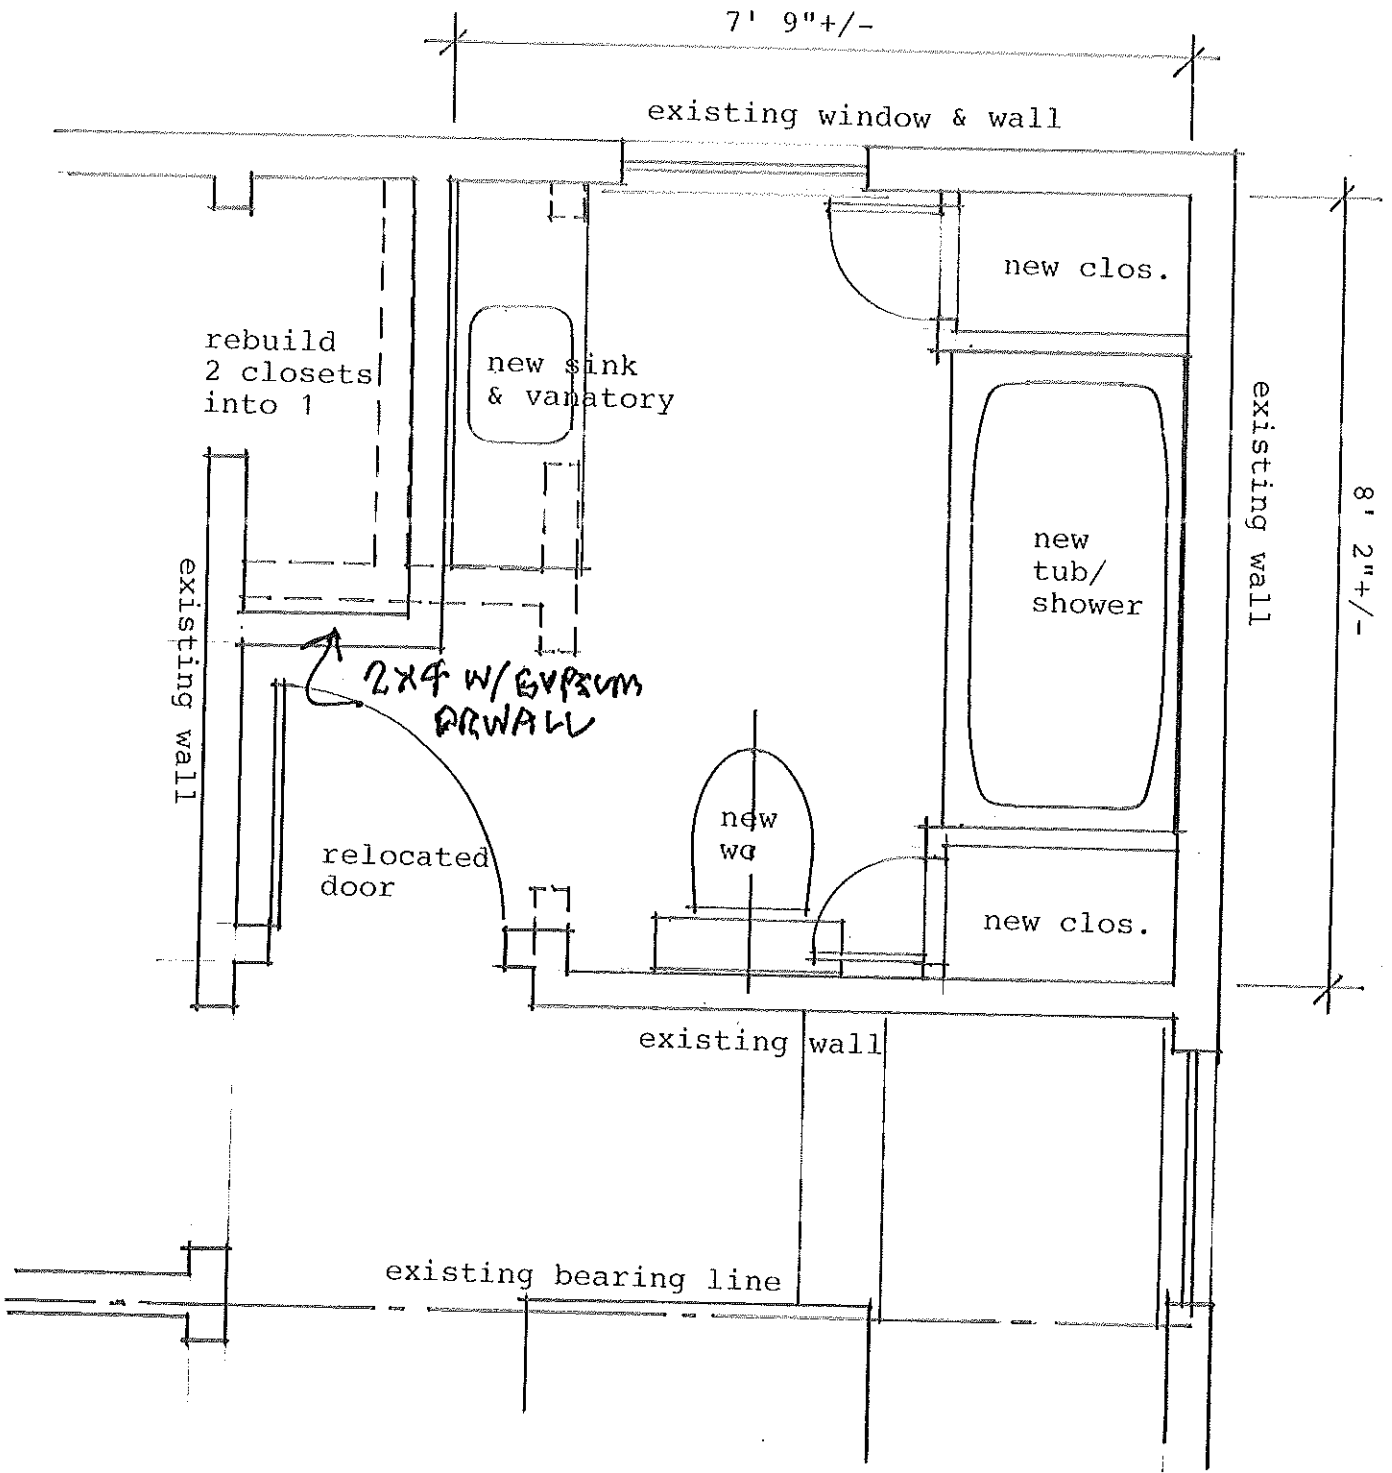 7' 9"+/-
existing window & wall
new clos.
rebuild
2 closets
into 1
new sink
& vanatory
existing wall
8' 2"+/-
new
tub/
shower
existing wall
2x4 W/ GYPSUM
DRWALL
new
wc
relocated
door
new clos.
existing wall
existing bearing line